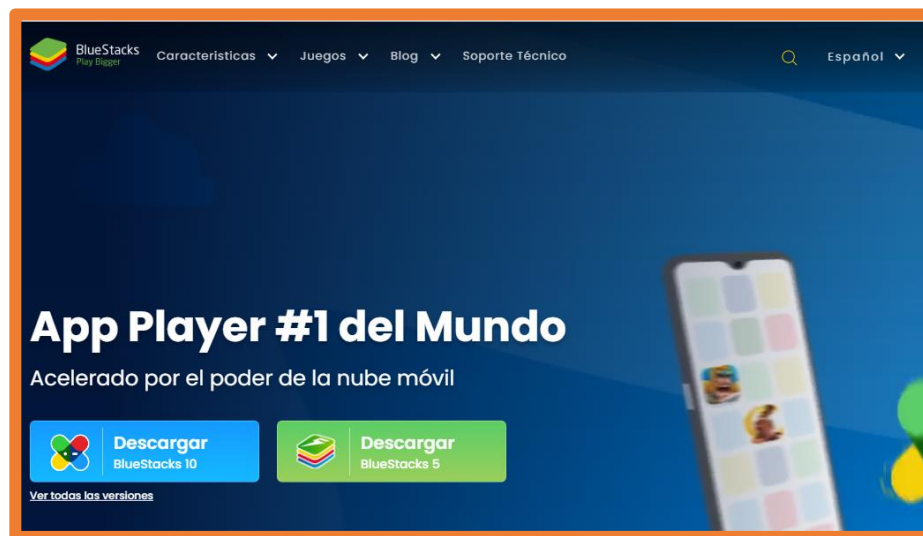 BlueStacks
Play Bigger
Caracteristicas
Juegos
Blog
Soporte Técnico
Español
App Player #1 del Mundo
Acelerado por el poder de la nube móvil
Descargar
BlueStacks 10
Descargar
BlueStacks 5
Ver todas las versiones